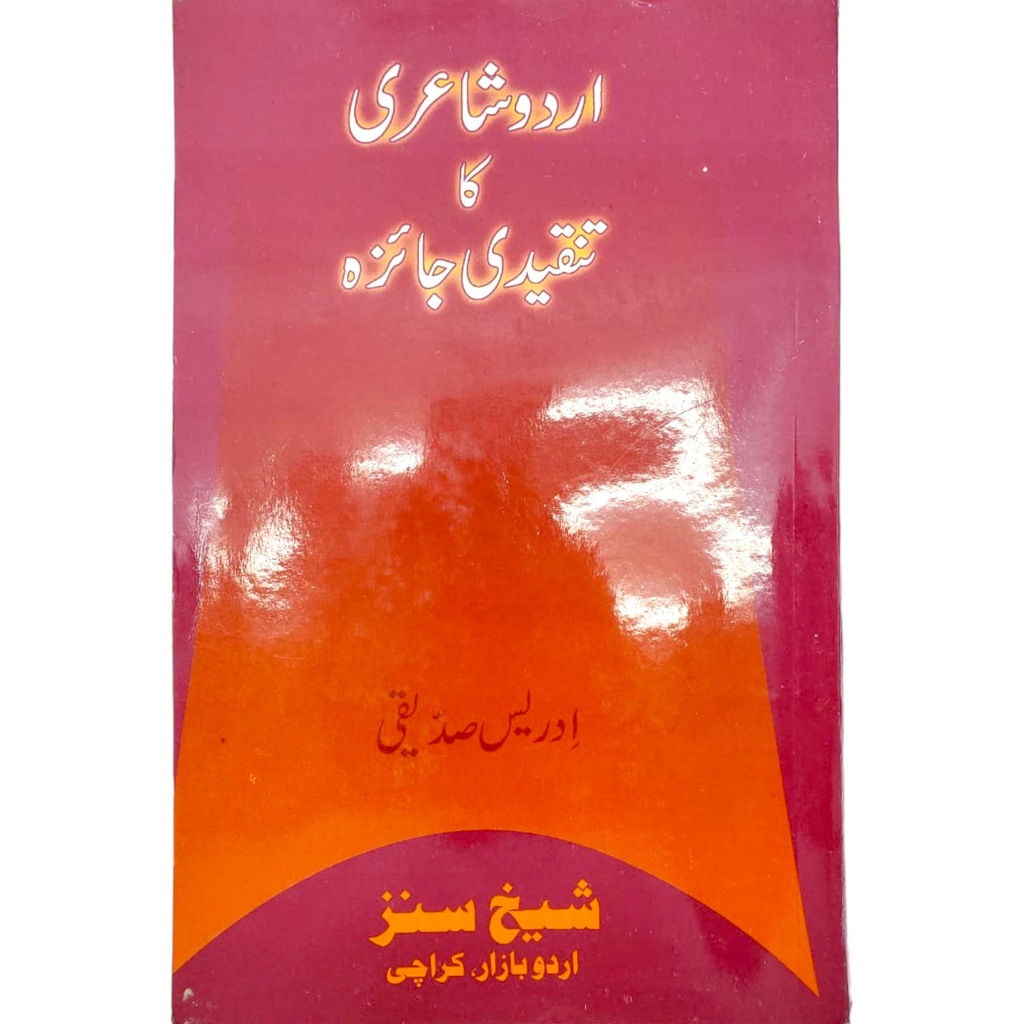 اردو شاعری
کا
تنقیدی جائزہ
اِدریس صدّیقی
شیخ سنز
اردو بازار، کراچی